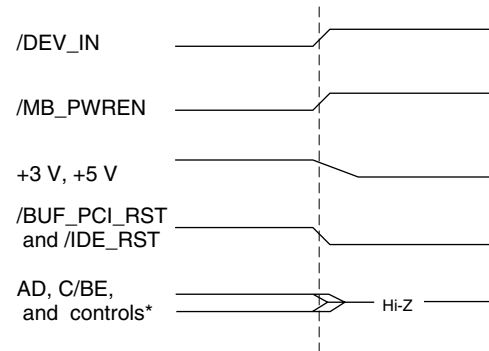 /DEV_IN
/MB_PWREN
+3 V, +5 V
/BUF_PCI_RST
and /IDE_RST
AD, C/BE,
and controls*
Hi-Z